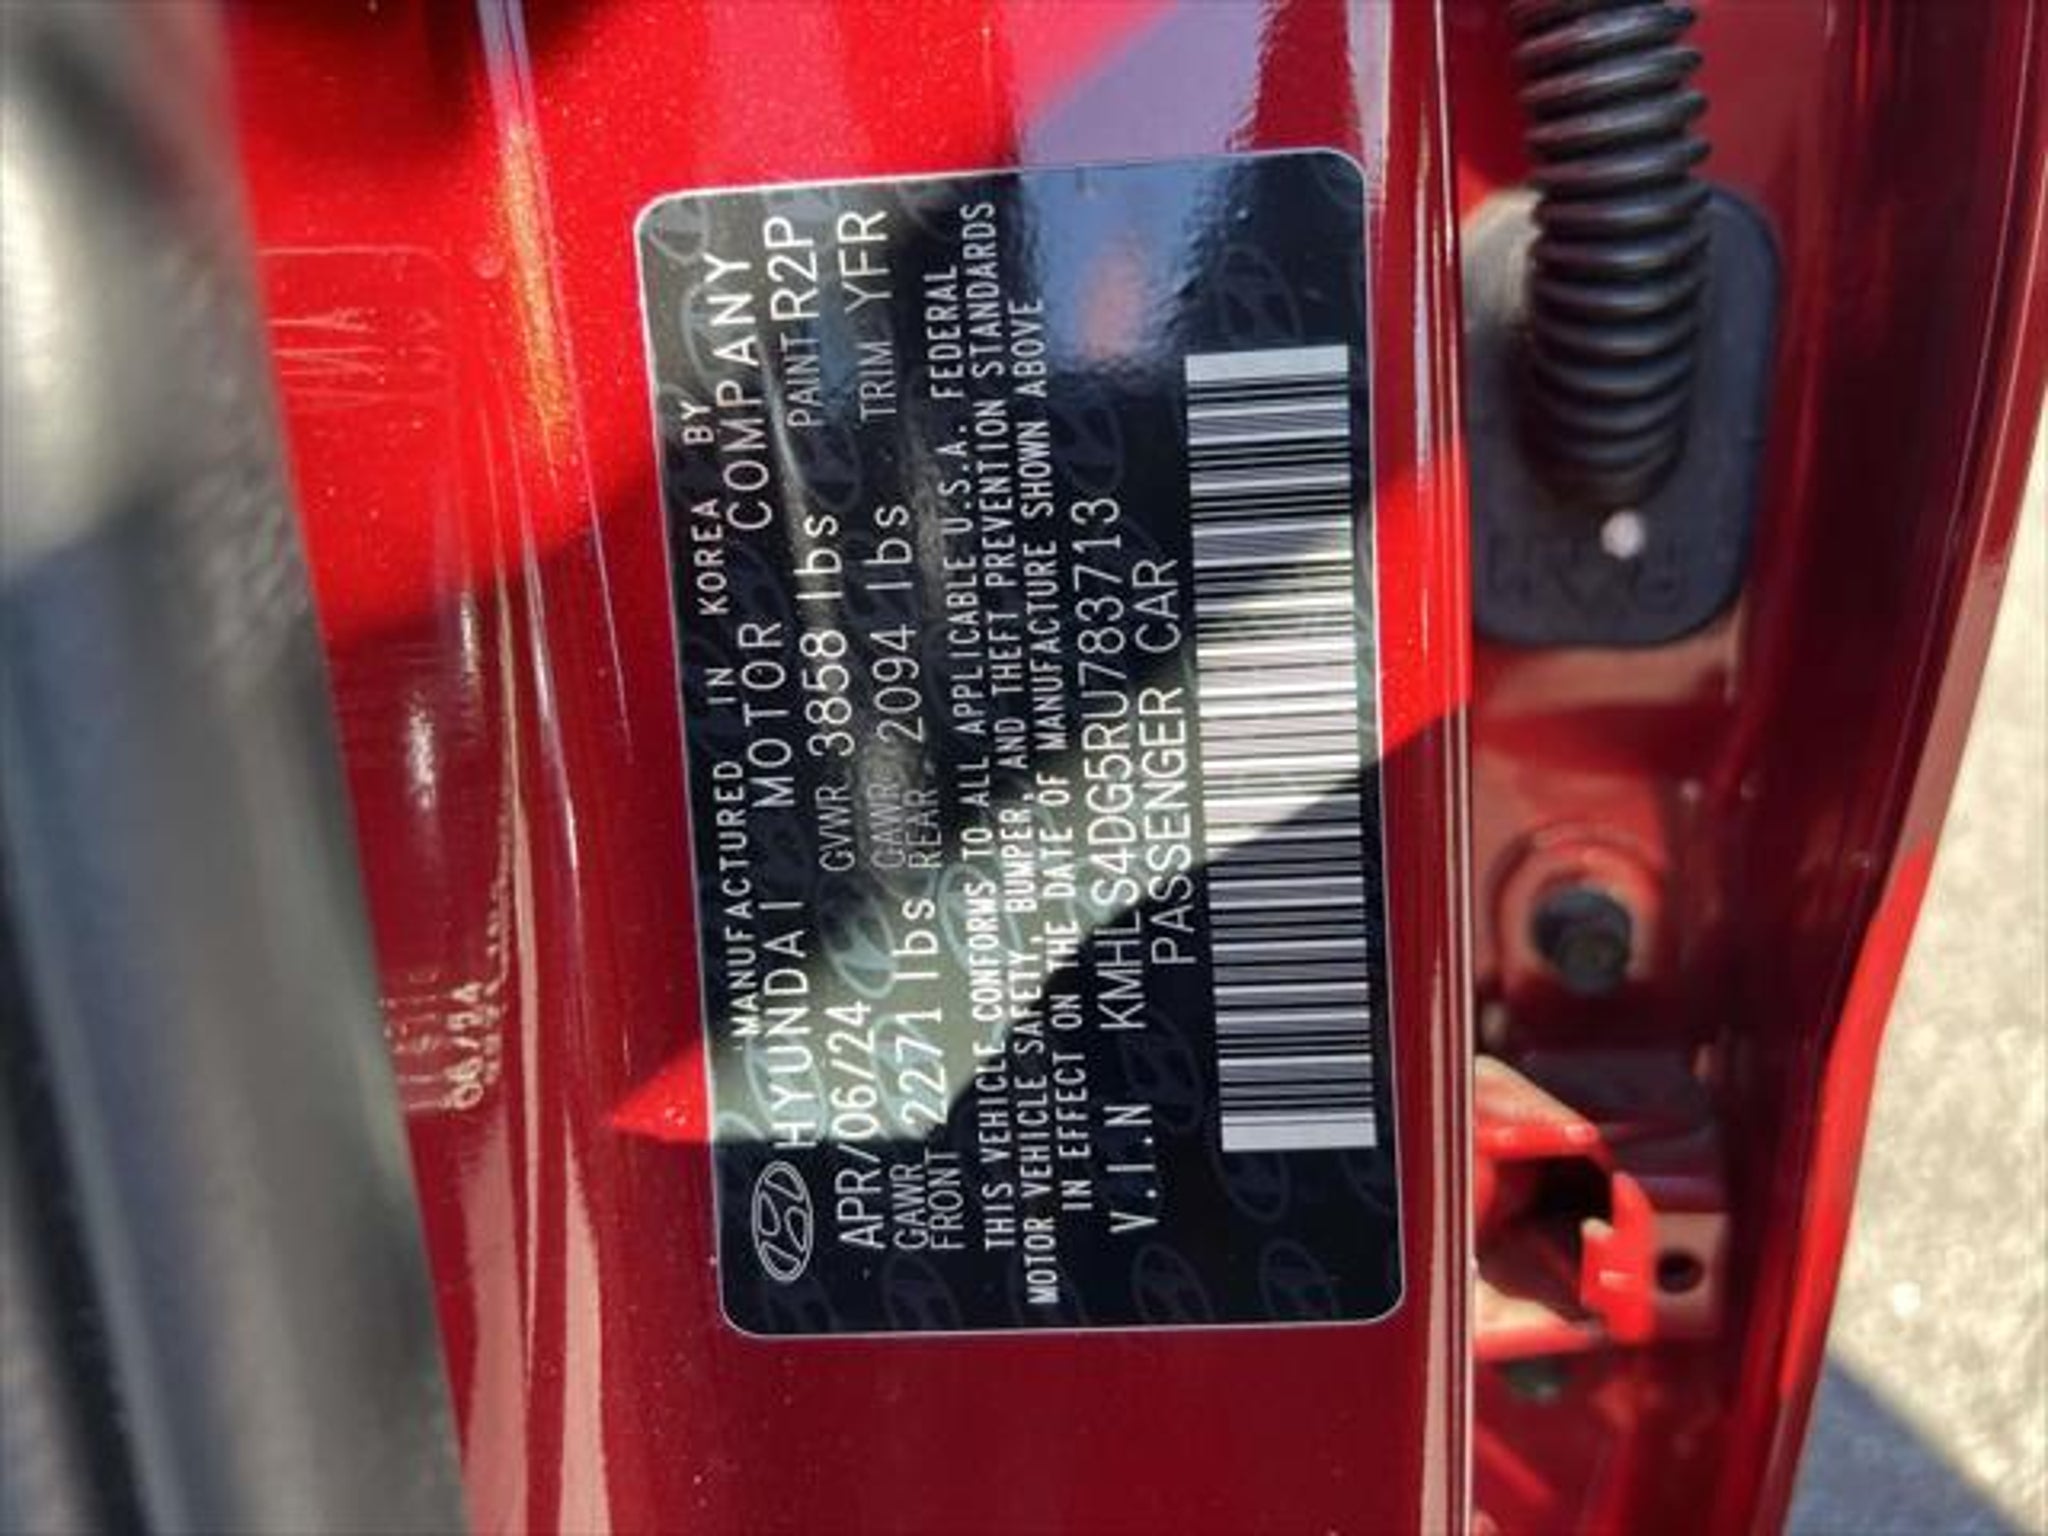 MANUFACTURED IN KOREA BY
HYUNDAI MOTOR COMPANY
APR/06/24 GVWR 3858 lbs PAINT R2P
GAWR FRONT 2271 lbs GAWR REAR 2094 lbs TRIM YFR
THIS VEHICLE CONFORMS TO ALL APPLICABLE U.S.A. FEDERAL
MOTOR VEHICLE SAFETY, BUMPER, AND THEFT PREVENTION STANDARDS
IN EFFECT ON THE DATE OF MANUFACTURE SHOWN ABOVE
V.I.N KMHLS4DG5RU783713
PASSENGER CAR
06/24